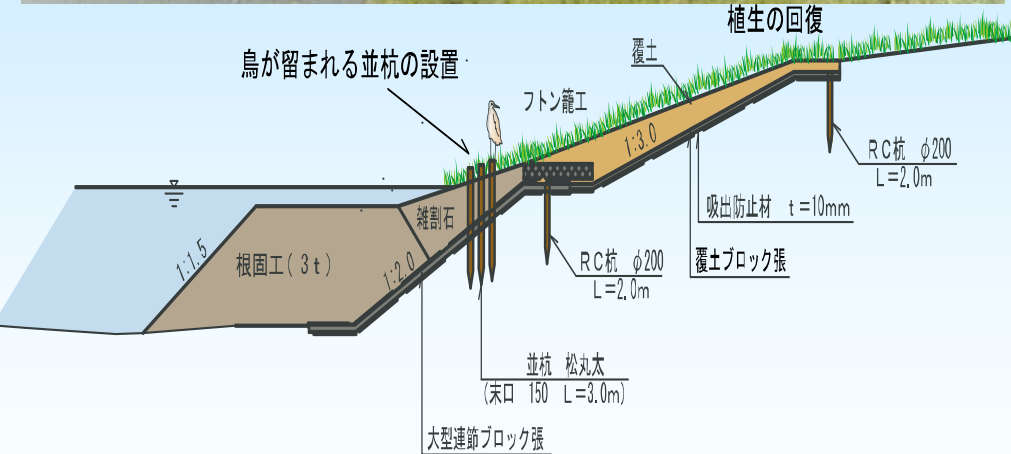 植生の回復
鳥が留まれる並杭の設置
覆土
フトン籠工
1:3.0
RC杭 φ200
L=2.0m
吸出防止材 t=10mm
雑割石
1:1.5
根固工(3t)
1:2.0
RC杭 φ200
L=2.0m
覆土ブロック張
並杭 松丸太
(末口 150 L=3.0m)
大型連節ブロック張